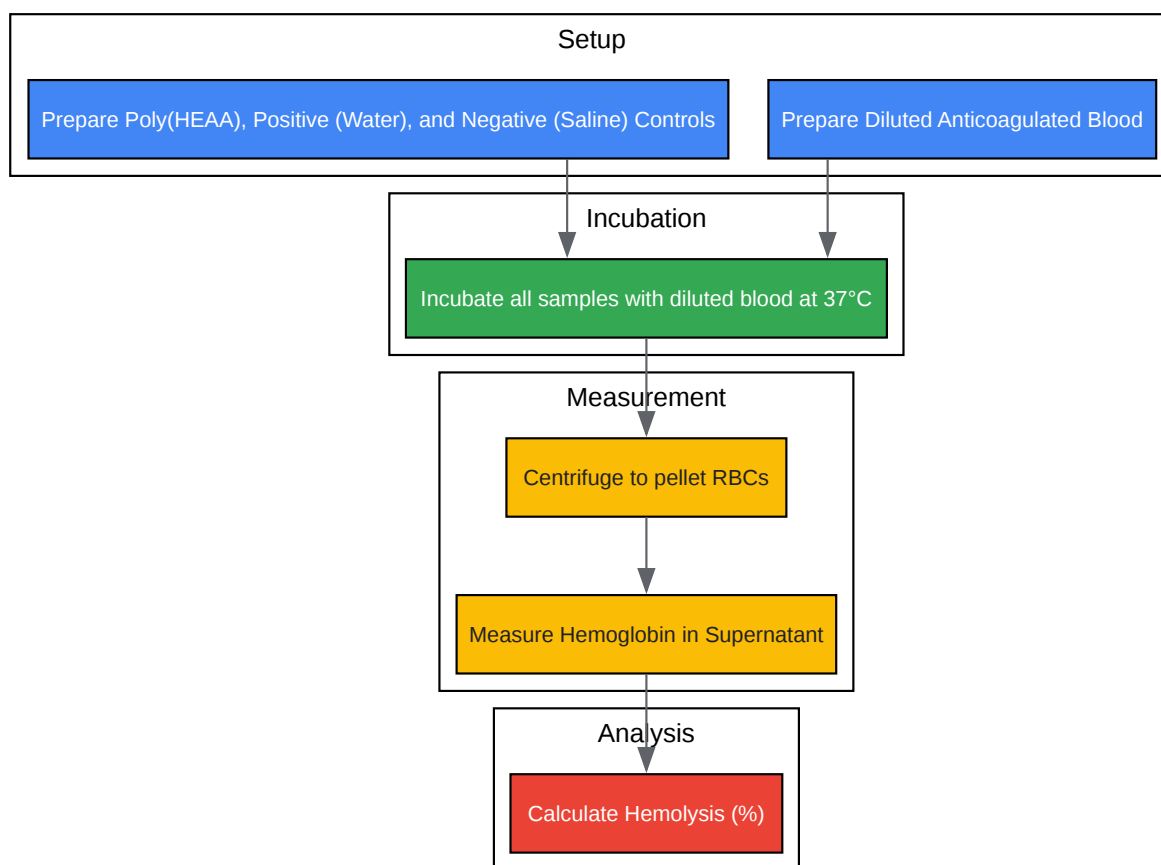 Setup
Prepare Poly(HEAA), Positive (Water), and Negative (Saline) Controls
Prepare Diluted Anticoagulated Blood
Incubation
Incubate all samples with diluted blood at 37°C
Measurement
Centrifuge to pellet RBCs
Measure Hemoglobin in Supernatant
Analysis
Calculate Hemolysis (%)